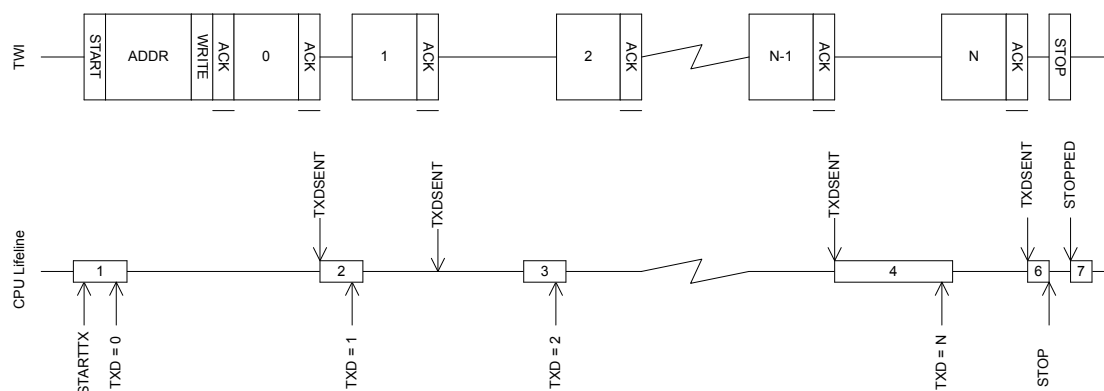 TWI
START
ADDR
WRITE
ACK
0
ACK
1
ACK
2
ACK
N-1
ACK
N
ACK
STOP
CPU Lifeline
TXDSENT
TXDSENT
TXDSENT
TXDSENT
STOPPED
1
2
3
4
6
7
STARTTX
TXD = 0
TXD = 1
TXD = 2
TXD = N
STOP